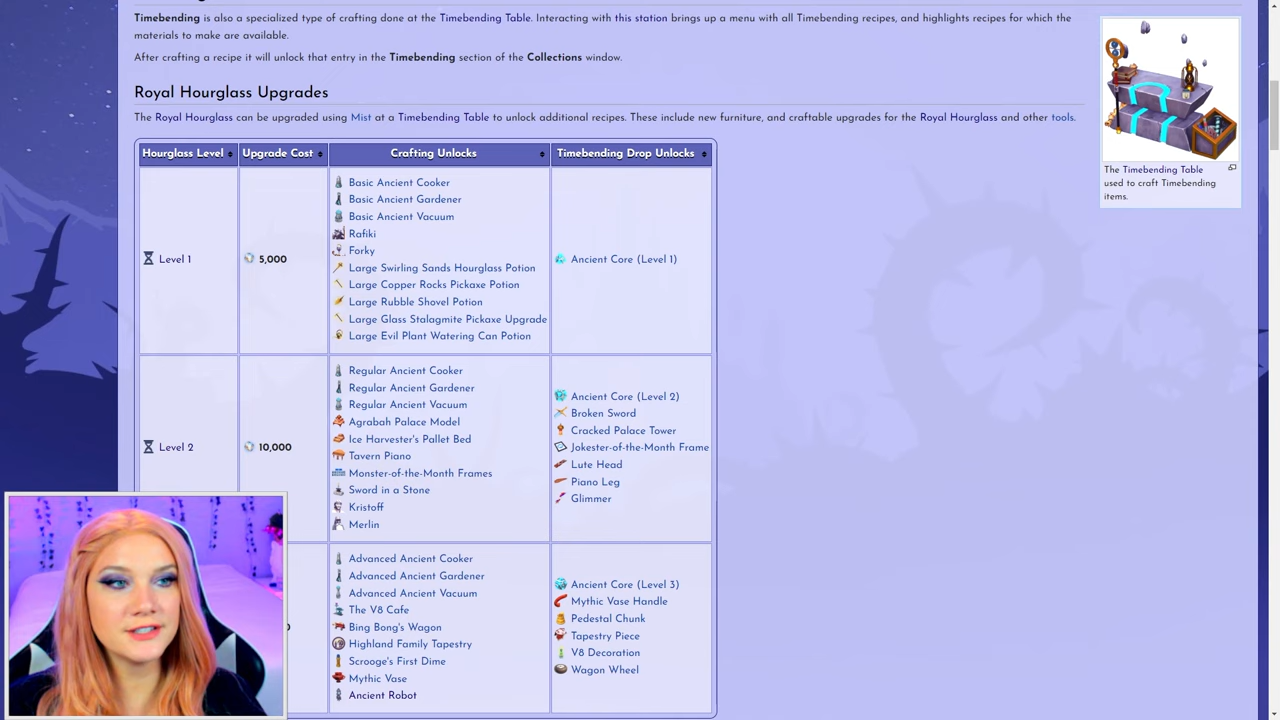 Timebending is also a specialized type of crafting done at the Timebending Table. Interacting with this station brings up a menu with all Timebending recipes, and highlights recipes for which the
materials to make are available.
After crafting a recipe it will unlock that entry in the Timebending section of the Collections window.
The Timebending Table
used to craft Timebending
items.
Royal Hourglass Upgrades
The Royal Hourglass can be upgraded using Mist at a Timebending Table to unlock additional recipes. These include new furniture, and craftable upgrades for the Royal Hourglass and other tools.
Hourglass Level Upgrade Cost Crafting Unlocks Timebending Drop Unlocks
Level 1
5,000
Basic Ancient Cooker
Basic Ancient Gardener
Basic Ancient Vacuum
Rafiki
Forky
Large Swirling Sands Hourglass Potion
Large Copper Rocks Pickaxe Potion
Large Rubble Shovel Potion
Large Glass Stalagmite Pickaxe Upgrade
Large Evil Plant Watering Can Potion
Ancient Core (Level 1)
Level 2
10,000
Regular Ancient Cooker
Regular Ancient Gardener
Regular Ancient Vacuum
Agrabah Palace Model
Ice Harvester's Pallet Bed
Tavern Piano
Monster-of-the-Month Frames
Sword in a Stone
Kristoff
Merlin
Ancient Core (Level 2)
Broken Sword
Cracked Palace Tower
Jokester-of-the-Month Frame
Lute Head
Piano Leg
Glimmer
Advanced Ancient Cooker
Advanced Ancient Gardener
Advanced Ancient Vacuum
The V8 Cafe
Bing Bong's Wagon
Highland Family Tapestry
Scrooge's First Dime
Mythic Vase
Ancient Robot
Ancient Core (Level 3)
Mythic Vase Handle
Pedestal Chunk
Tapestry Piece
V8 Decoration
Wagon Wheel